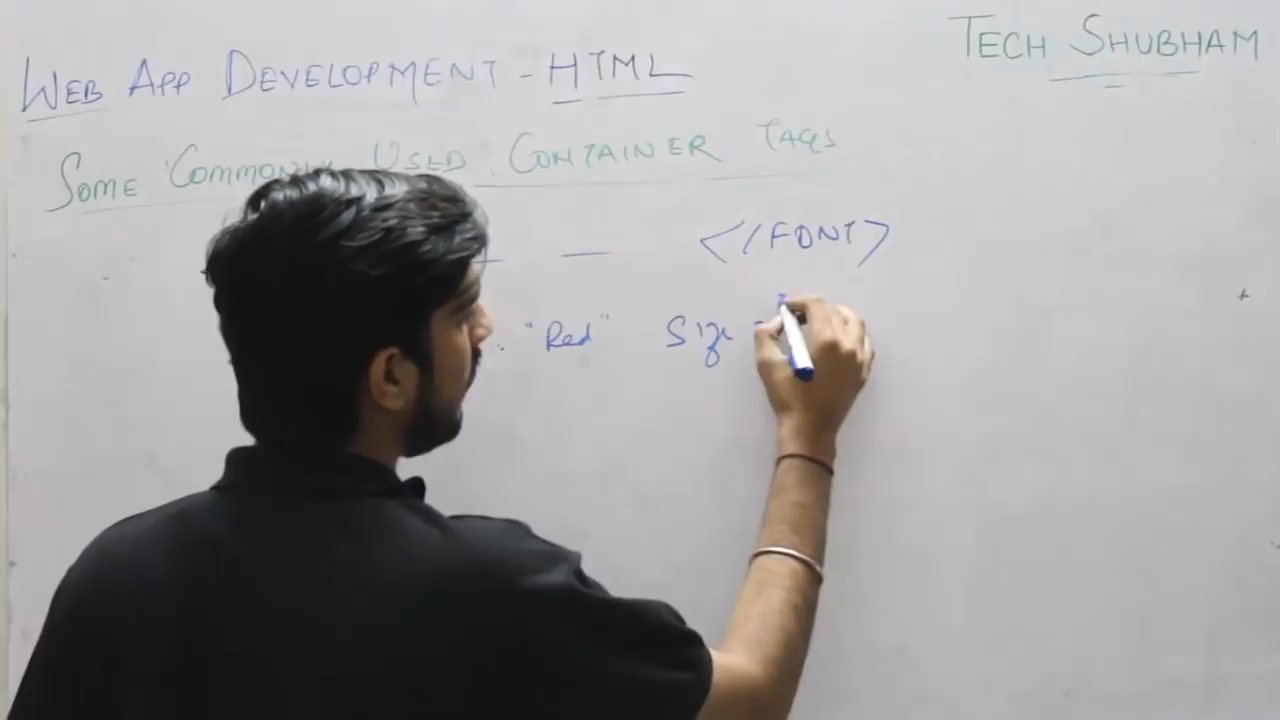 TECH SHUBHAM
WEB APP DEVELOPMENT - HTML
SOME USED CONTAINER TAGS
</FONT>
"Red" Size